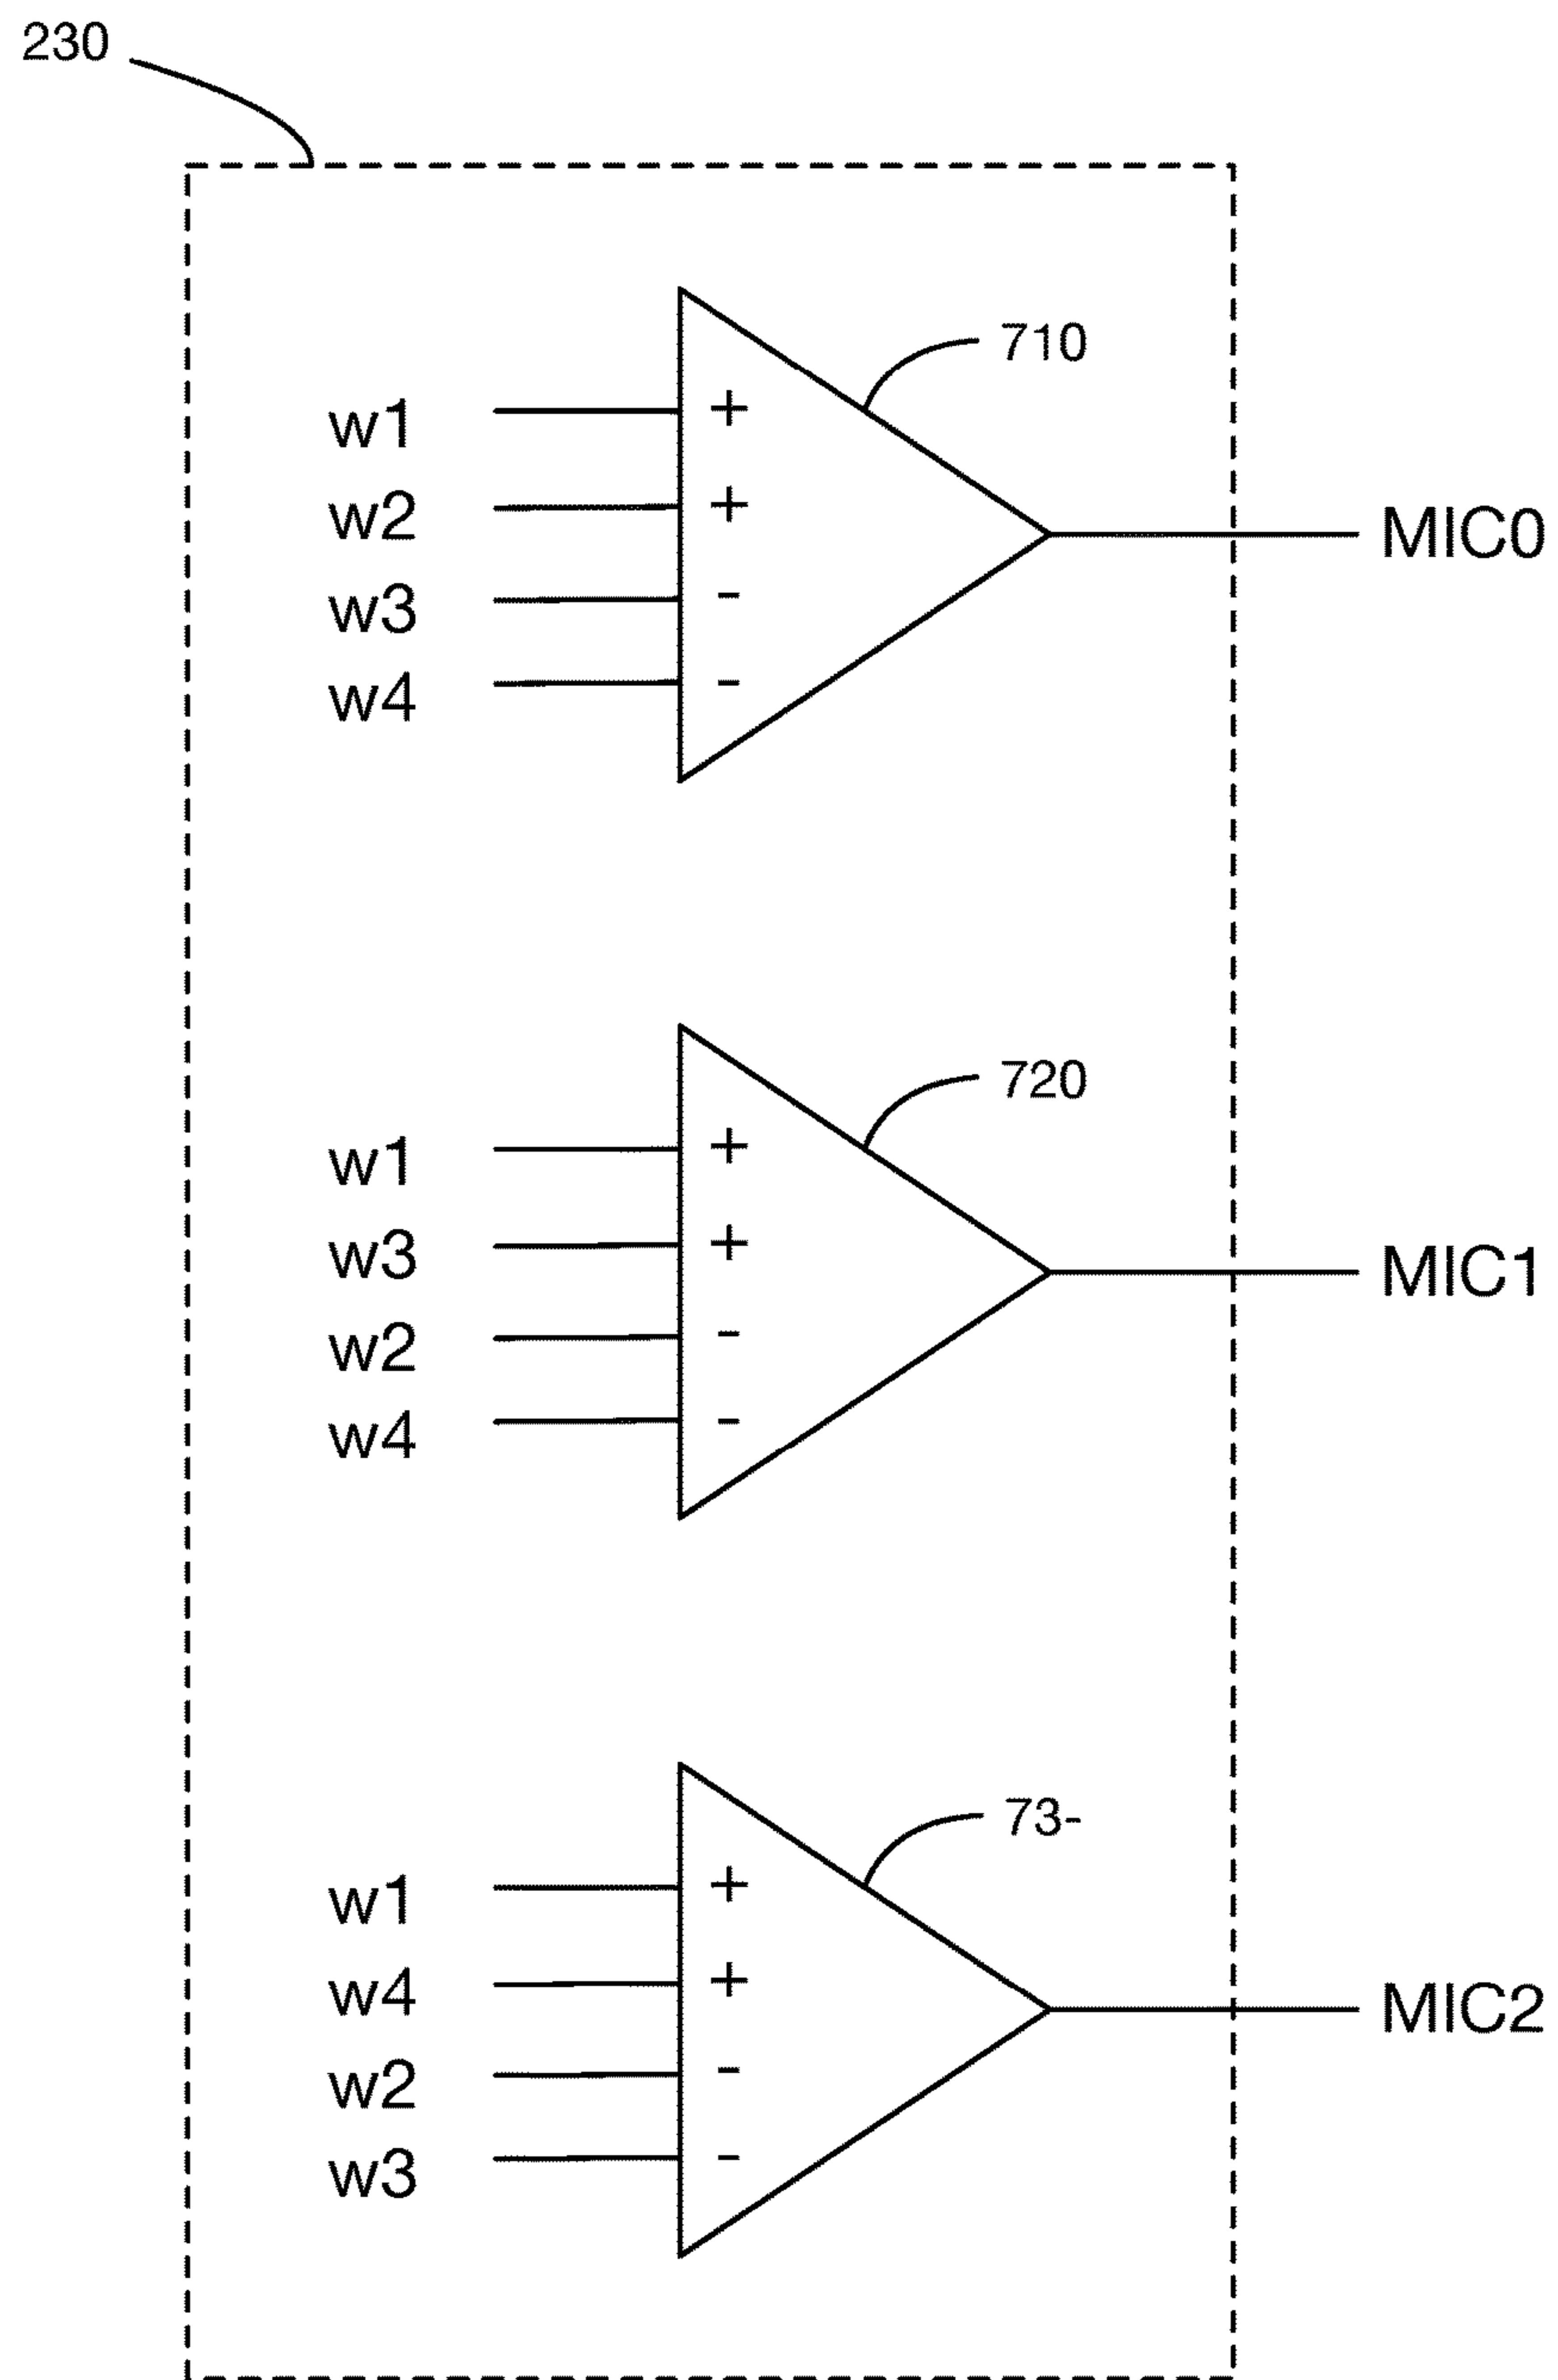 230
710
w1 +
w2 +
MIC0
w3 -
w4 -
720
w1 +
w3 +
MIC1
w2 -
w4 -
73-
w1 +
w4 +
MIC2
w2 -
w3 -